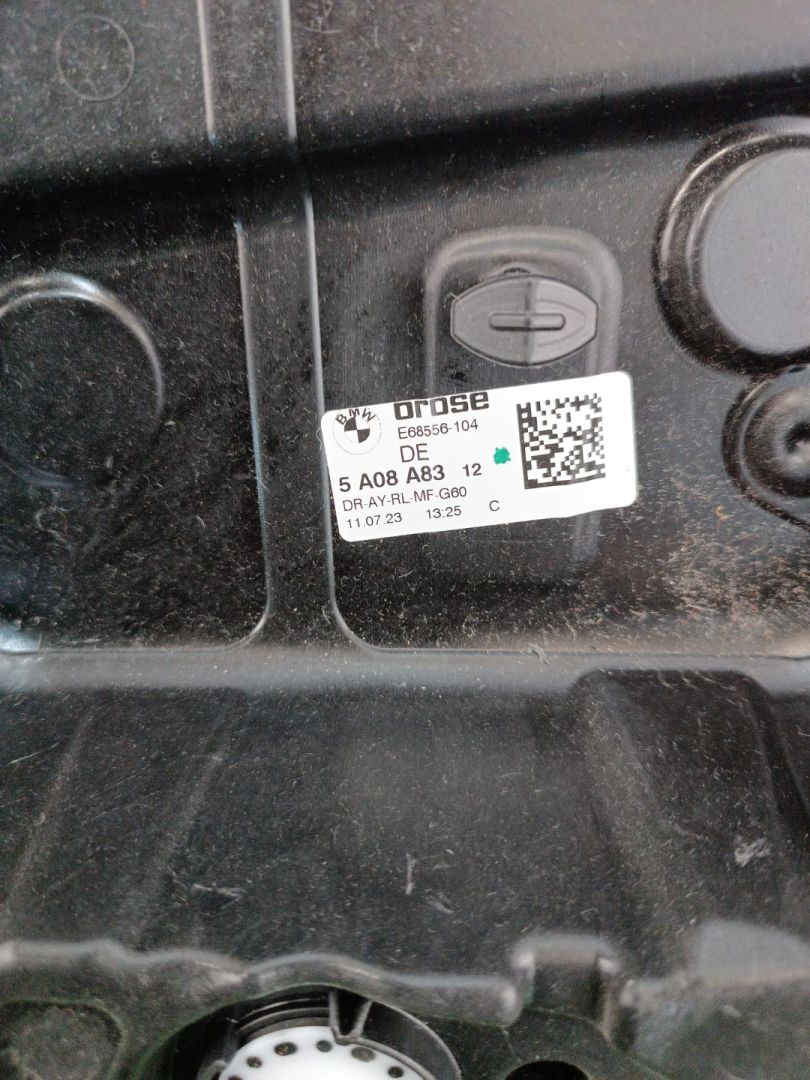 BMW
brose
E68556-104
DE
5 A08 A83 12
DR-AY-RL-MF-G60
11.07.23 13:25 C